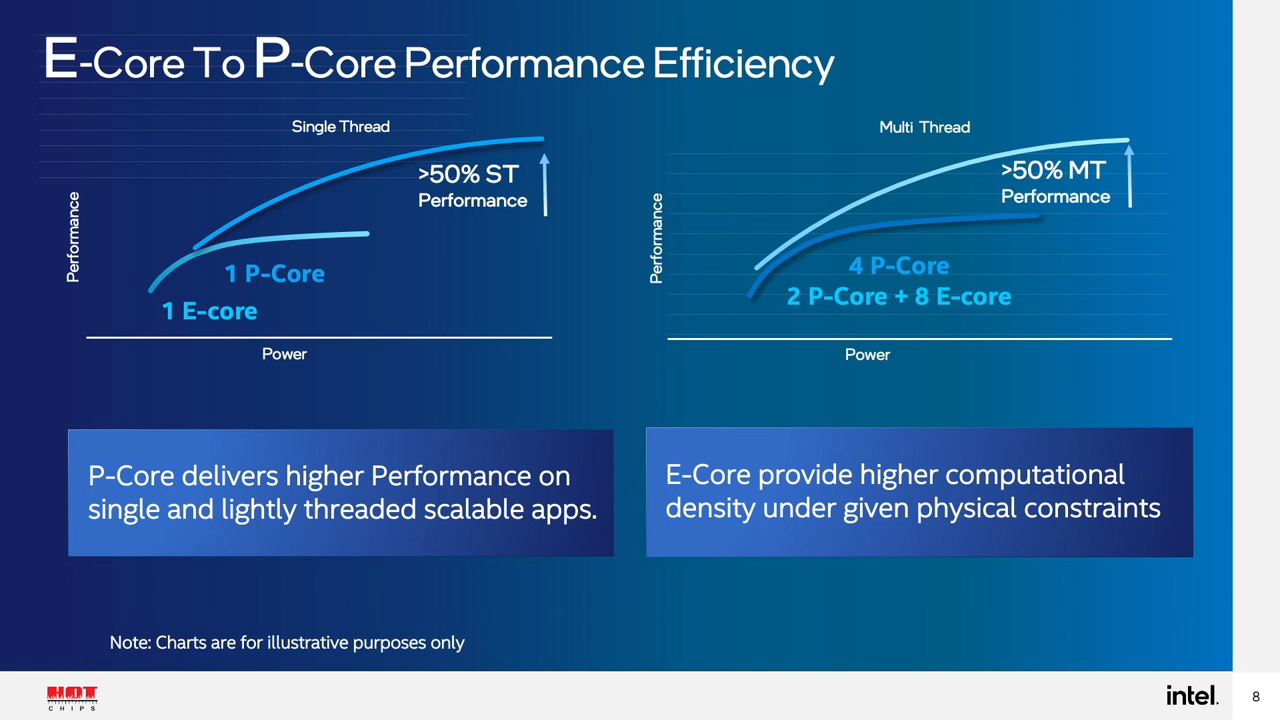 E-Core To P-Core Performance Efficiency
Single Thread
Performance
>50% ST
Performance
1 P-Core
1 E-core
Power
Multi Thread
Performance
>50% MT
Performance
4 P-Core
2 P-Core + 8 E-core
Power
P-Core delivers higher Performance on
single and lightly threaded scalable apps.
E-Core provide higher computational
density under given physical constraints
Note: Charts are for illustrative purposes only
HOT
CHIPS
intel.
8